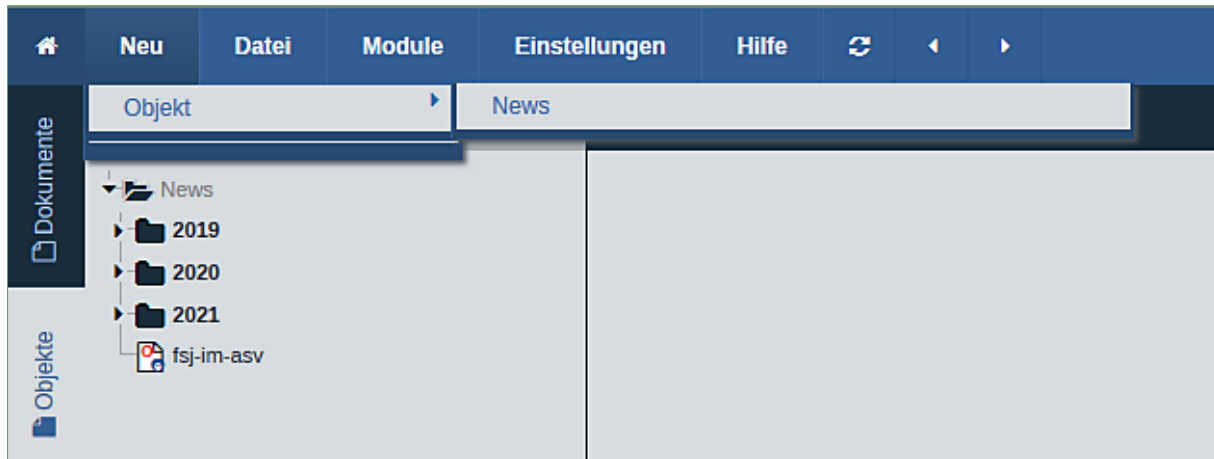 Neu Datei Module Einstellungen Hilfe
Objekt News
Dokumente
News
2019
2020
2021
fsj-im-asv
Objekte